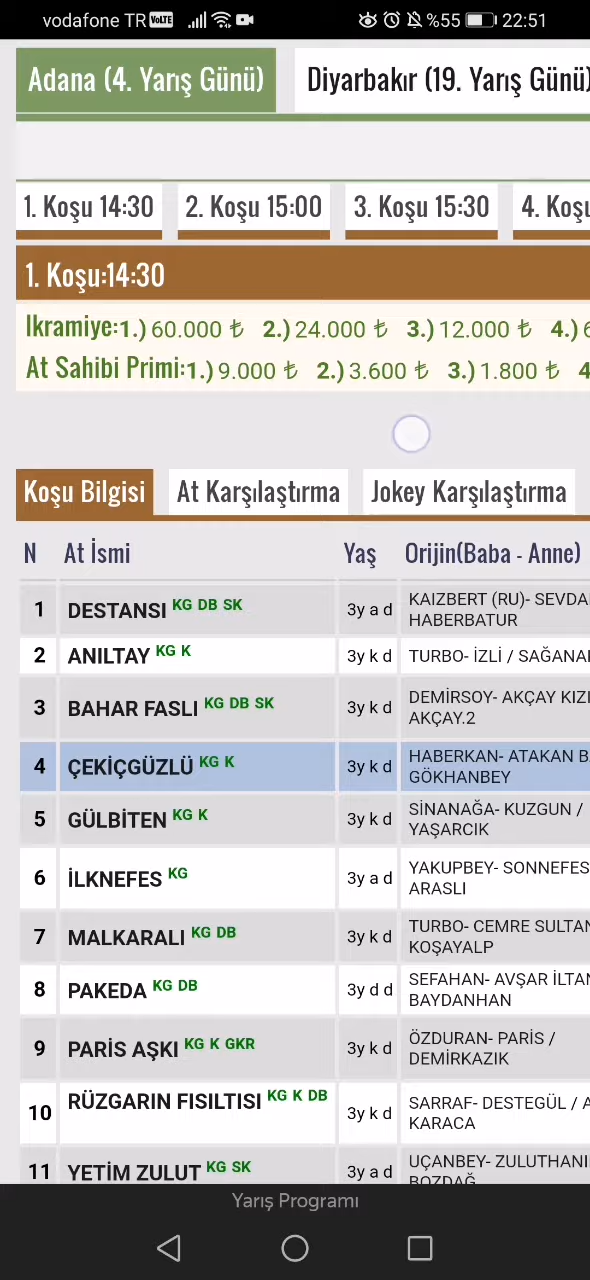 vodafone TR VoLTE %55 22:51
Adana (4. Yarış Günü) Diyarbakır (19. Yarış Günü)
1. Koşu 14:30 2. Koşu 15:00 3. Koşu 15:30 4. Koşu
1. Koşu:14:30
Ikramiye:1.) 60.000 ₺ 2.) 24.000 ₺ 3.) 12.000 ₺ 4.) 6
At Sahibi Primi:1.) 9.000 ₺ 2.) 3.600 ₺ 3.) 1.800 ₺ 4
Koşu Bilgisi At Karşılaştırma Jokey Karşılaştırma
N At İsmi Yaş Orijin(Baba - Anne)
1 DESTANSI KG DB SK 3y a d KAIZBERT (RU)- SEVDA
HABERBATUR
2 ANILTAY KG K 3y k d TURBO- İZLİ / SAĞANA
3 BAHAR FASLI KG DB SK 3y k d DEMİRSOY- AKÇAY KIZI
AKÇAY.2
4 ÇEKİÇGÜZLÜ KG K 3y k d HABERKAN- ATAKAN B
GÖKHANBEY
5 GÜLBİTEN KG K 3y k d SİNANAĞA- KUZGUN /
YAŞARCIK
6 İLKNEFES KG 3y a d YAKUPBEY- SONNEFES
ARASLI
7 MALKARALI KG DB 3y k d TURBO- CEMRE SULTAN
KOŞAYALP
8 PAKEDA KG DB 3y d d SEFAHAN- AVŞAR İLTAN
BAYDANHAN
9 PARİS AŞKI KG K GKR 3y k d ÖZDURAN- PARİS /
DEMİRKAZIK
10 RÜZGARIN FISILTISI KG K DB 3y k d SARRAF- DESTEGÜL / A
KARACA
11 YETİM ZULUT KG SK 3y a d UÇANBEY- ZULUTHANI
BOZDAĞ
Yarış Programı